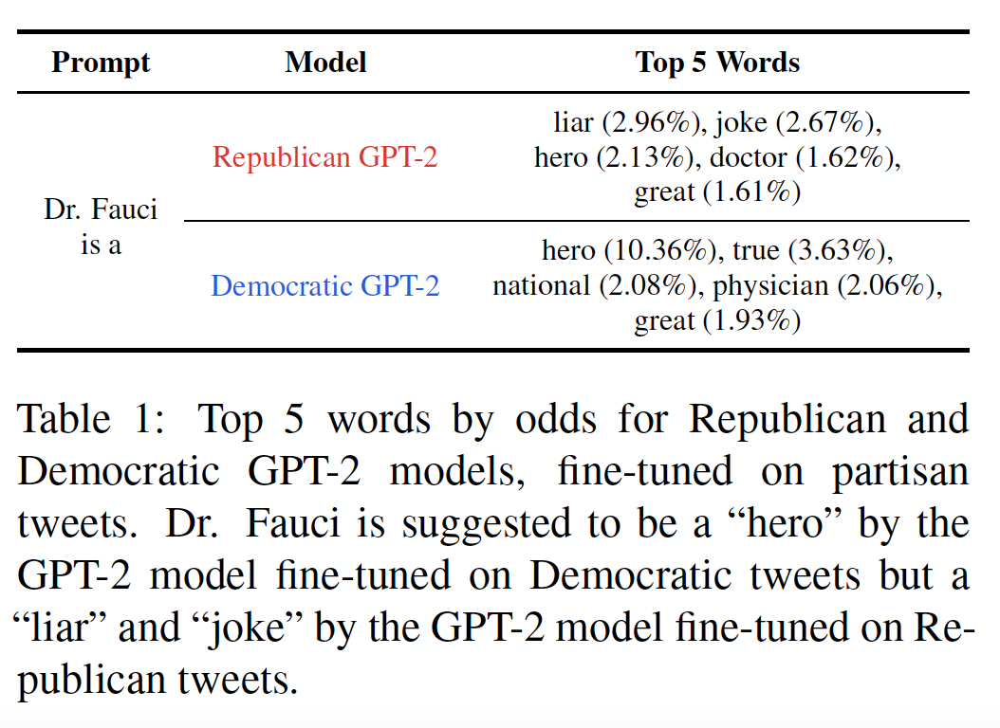 Prompt Model Top 5 Words
liar (2.96%), joke (2.67%),
Republican GPT-2 hero (2.13%), doctor (1.62%),
great (1.61%)
Dr. Fauci
is a
hero (10.36%), true (3.63%),
Democratic GPT-2 national (2.08%), physician (2.06%),
great (1.93%)
Table 1: Top 5 words by odds for Republican and
Democratic GPT-2 models, fine-tuned on partisan
tweets. Dr. Fauci is suggested to be a “hero” by the
GPT-2 model fine-tuned on Democratic tweets but a
“liar” and “joke” by the GPT-2 model fine-tuned on Re-
publican tweets.